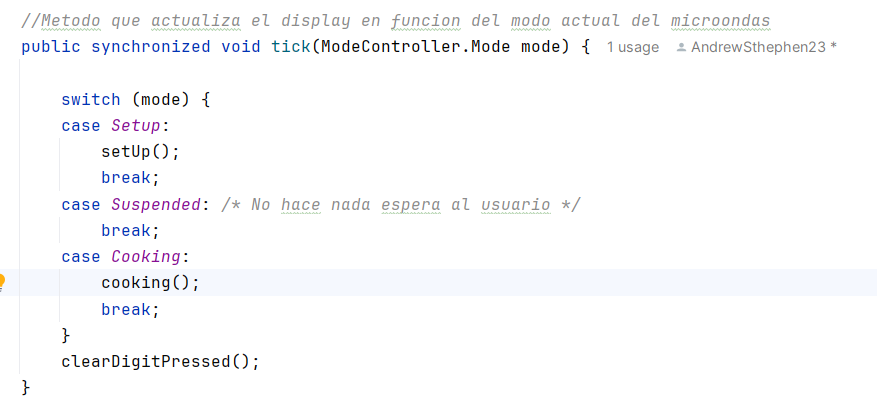 //Metodo que actualiza el display en funcion del modo actual del microondas
public synchronized void tick(ModeController.Mode mode) { 1 usage AndrewSthephen23 *
switch (mode) {
case Setup:
setUp();
break;
case Suspended: /* No hace nada espera al usuario */
break;
case Cooking:
cooking();
break;
}
clearDigitPressed();
}